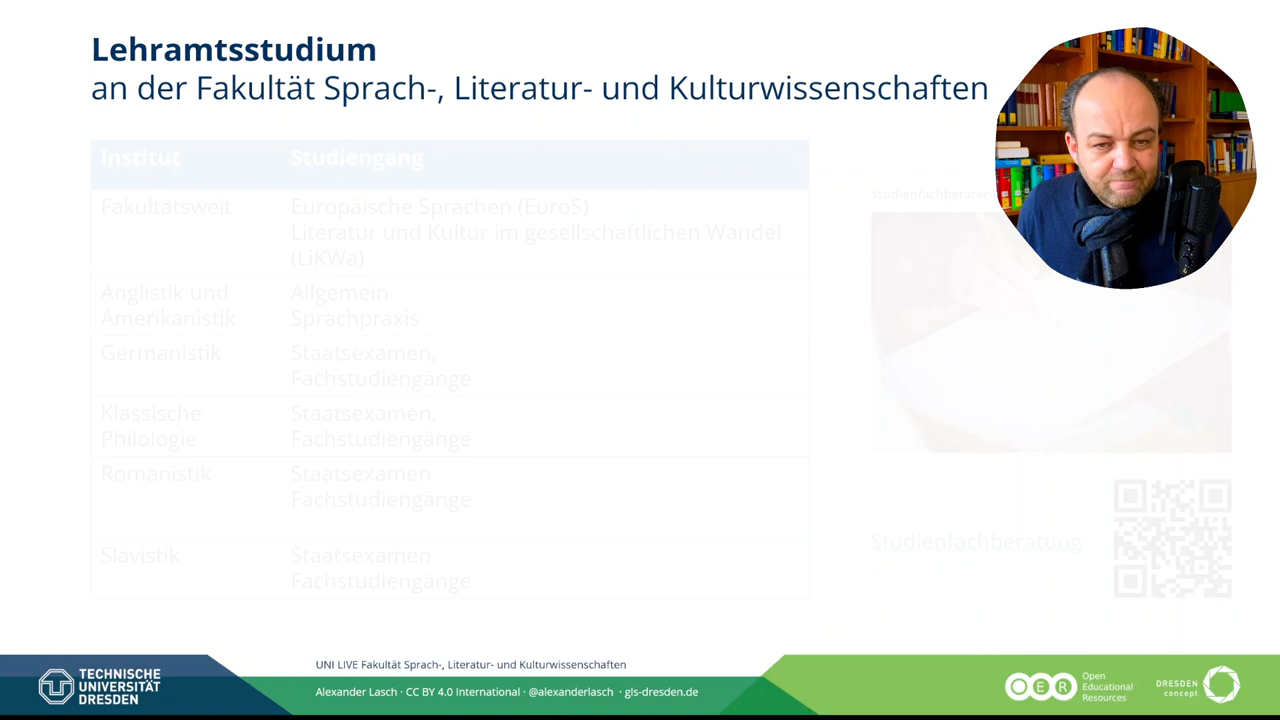 Lehramtsstudium
an der Fakultät Sprach-, Literatur- und Kulturwissenschaften
Institut
Studiengang
Fakultätsweit
Europäische Sprachen (EuroS)
Literatur und Kultur im gesellschaftlichen Wandel
(LiKWa)
Anglistik und
Amerikanistik
Allgemein
Sprachpraxis
Germanistik
Staatsexamen,
Fachstudiengänge
Klassische
Philologie
Staatsexamen,
Fachstudiengänge
Romanistik
Staatsexamen
Fachstudiengänge
Slavistik
Staatsexamen
Fachstudiengänge
Studienfachberater
Studienfachberatung
TECHNISCHE
UNIVERSITÄT
DRESDEN
UNI LIVE Fakultät Sprach-, Literatur- und Kulturwissenschaften
Alexander Lasch · CC BY 4.0 International · @alexanderlasch · gls-dresden.de
OER
Open
Educational
Resources
DRESDEN
concept